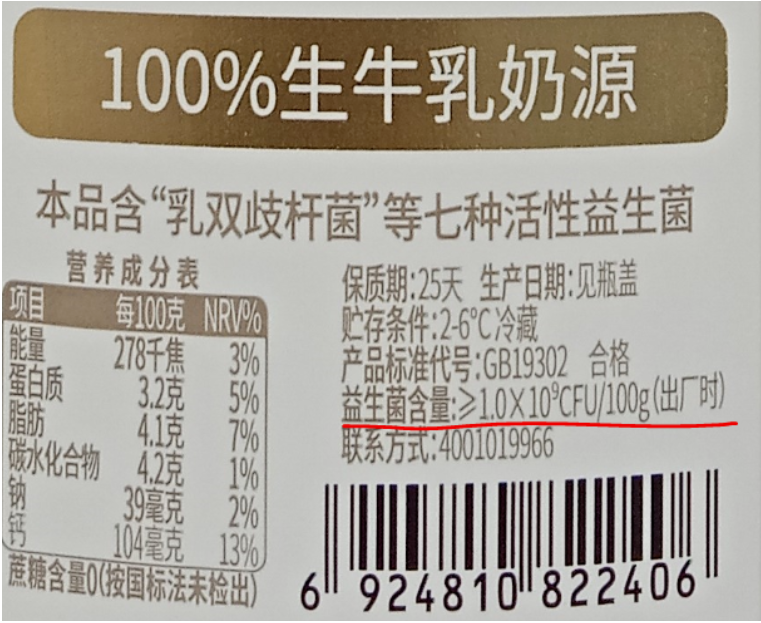 100%生牛乳奶源
本品含“乳双歧杆菌”等七种活性益生菌
营养成分表
项目 每100克 NRV%
能量 278千焦 3%
蛋白质 3.2克 5%
脂肪 4.1克 7%
碳水化合物 4.2克 1%
钠 39毫克 2%
钙 104毫克 13%
蔗糖含量0(按国标法未检出)
保质期:25天 生产日期:见瓶盖
贮存条件:2-6℃冷藏
产品标准代号:GB19302 合格
益生菌含量:≥1.0×10⁹CFU/100g(出厂时)
联系方式:4001019966
6 924810 822406